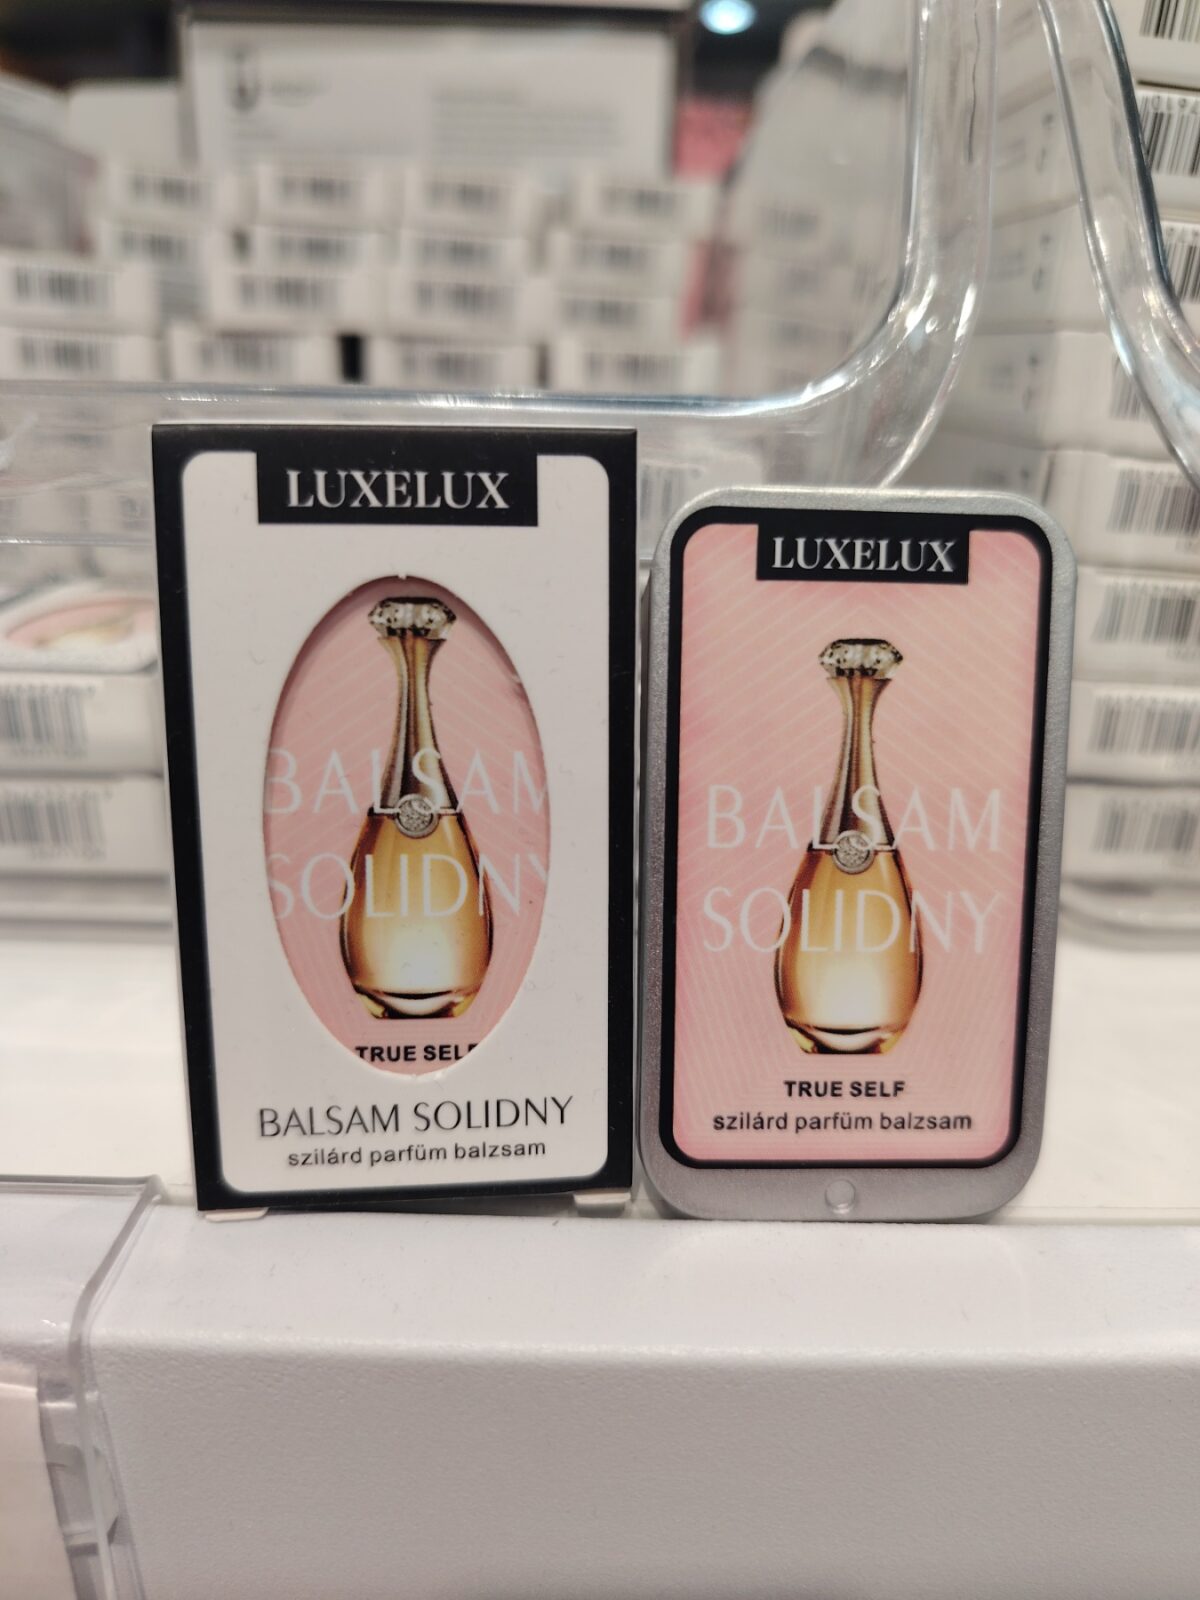 LUXELUX
BALSAM
SOLIDNY
TRUE SELF
BALSAM SOLIDNY
szilárd parfüm balzsam
LUXELUX
BALSAM
SOLIDNY
TRUE SELF
szilárd parfüm balzsam